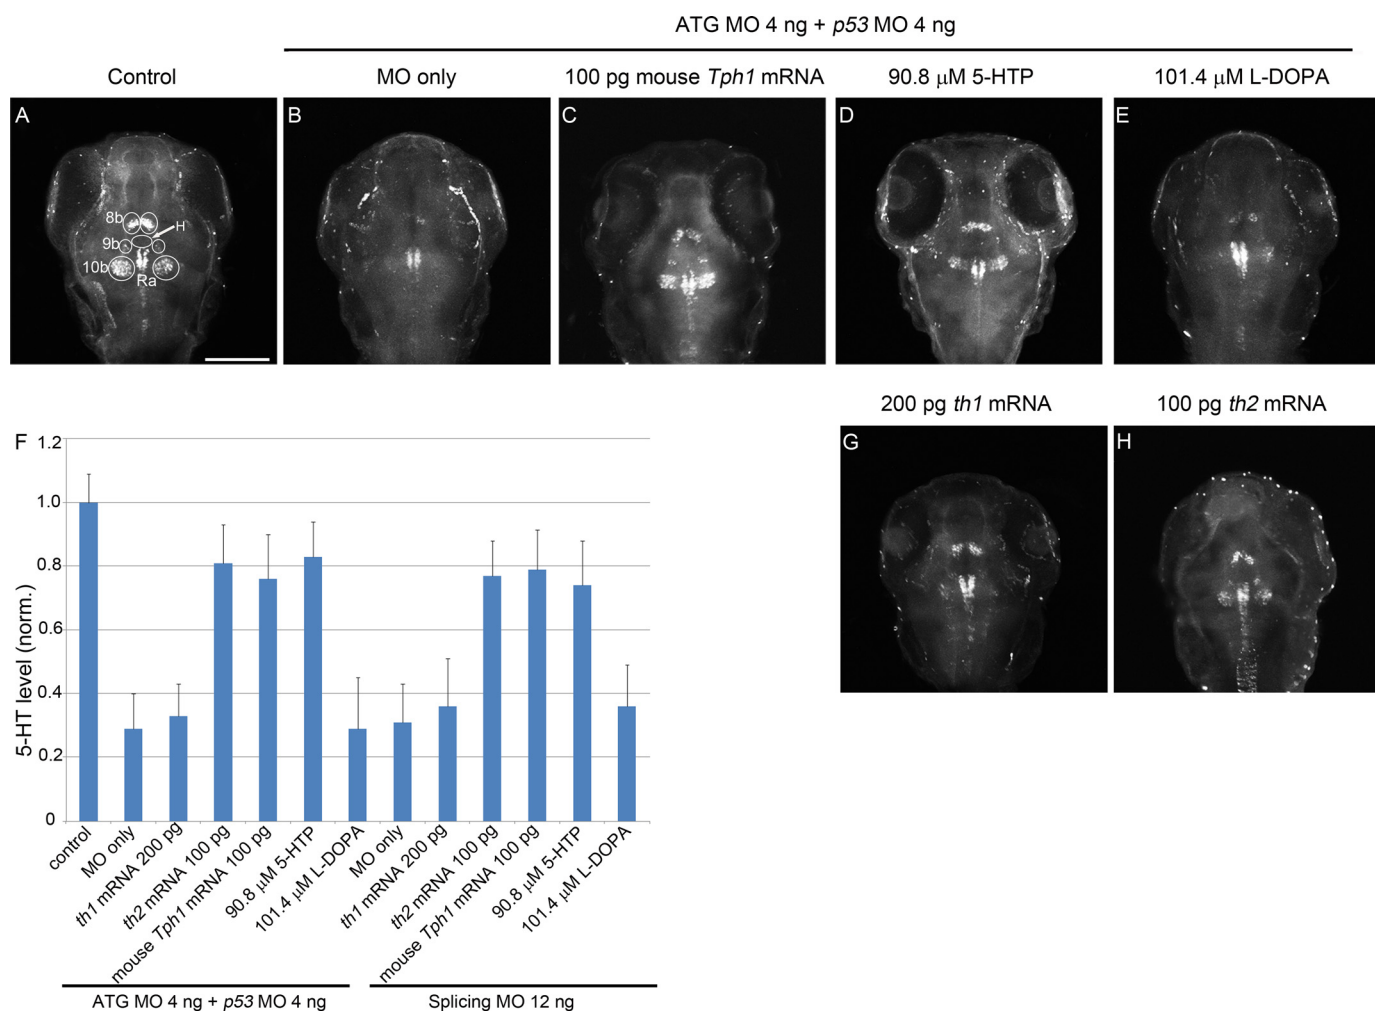 ATG MO 4 ng + p53 MO 4 ng
Control
MO only
100 pg mouse Tph1 mRNA
90.8 μM 5-HTP
101.4 μM L-DOPA
A
8b
H
9b
10b
Ra
B
C
D
E
200 pg th1 mRNA
100 pg th2 mRNA
G
H
F
5-HT level (norm.)
1.2
1.0
0.8
0.6
0.4
0.2
0
control
MO only
th1 mRNA 200 pg
th2 mRNA 100 pg
mouse Tph1 mRNA 100 pg
90.8 μM 5-HTP
101.4 μM L-DOPA
MO only
th1 mRNA 200 pg
th2 mRNA 100 pg
mouse Tph1 mRNA 100 pg
90.8 μM 5-HTP
101.4 μM L-DOPA
ATG MO 4 ng + p53 MO 4 ng
Splicing MO 12 ng